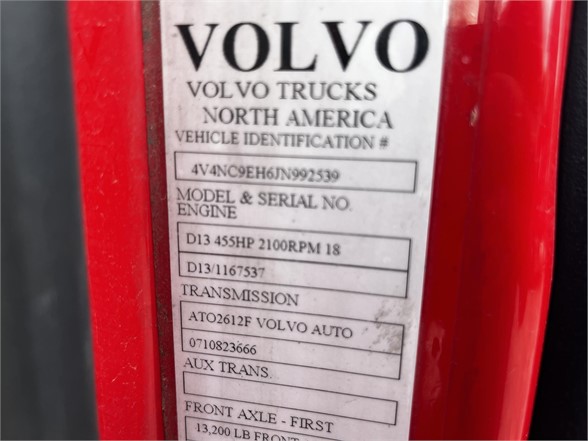 VOLVO
VOLVO TRUCKS
NORTH AMERICA
VEHICLE IDENTIFICATION #
4V4NC9EH6JN992539
MODEL & SERIAL NO.
ENGINE
D13 455HP 2100RPM 18
D13/1167537
TRANSMISSION
ATO2612F VOLVO AUTO
0710823666
AUX TRANS.
FRONT AXLE - FIRST
13,200 LB FRONT